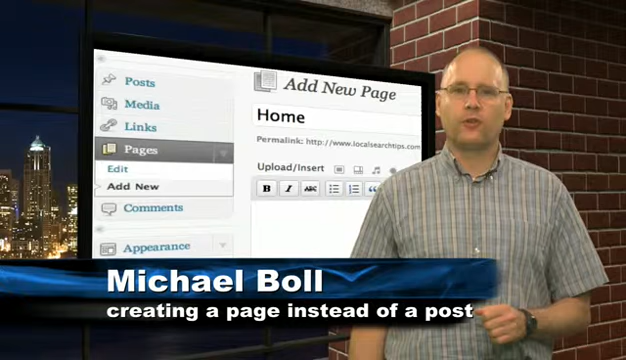 Add New Page
Posts
Media
Links
Pages
Edit
Add New
Comments
Appearance
Home
Permalink: http://www.localsearchtips.com
Upload/Insert
B I ABC
Michael Boll
creating a page instead of a post